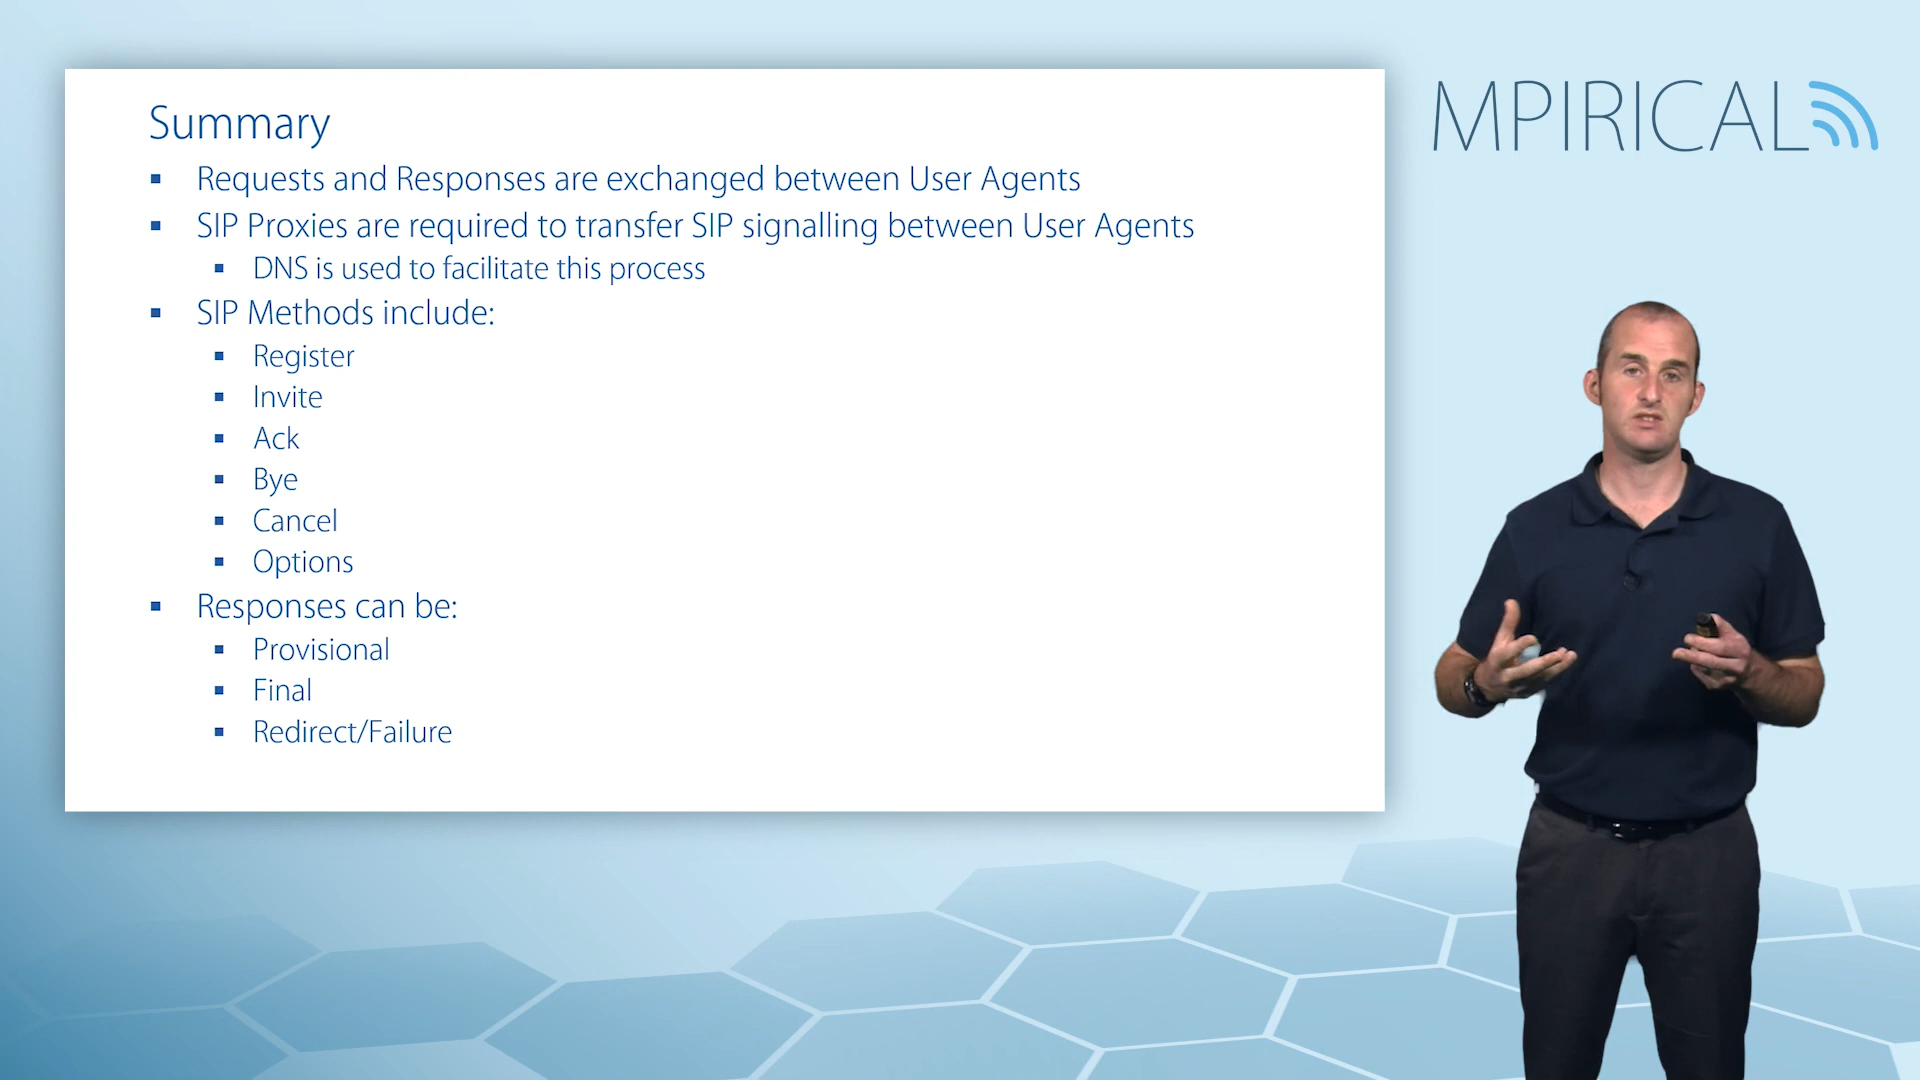 Summary
Requests and Responses are exchanged between User Agents
SIP Proxies are required to transfer SIP signalling between User Agents
DNS is used to facilitate this process
SIP Methods include:
Register
Invite
Ack
Bye
Cancel
Options
Responses can be:
Provisional
Final
Redirect/Failure
MPIRICAL